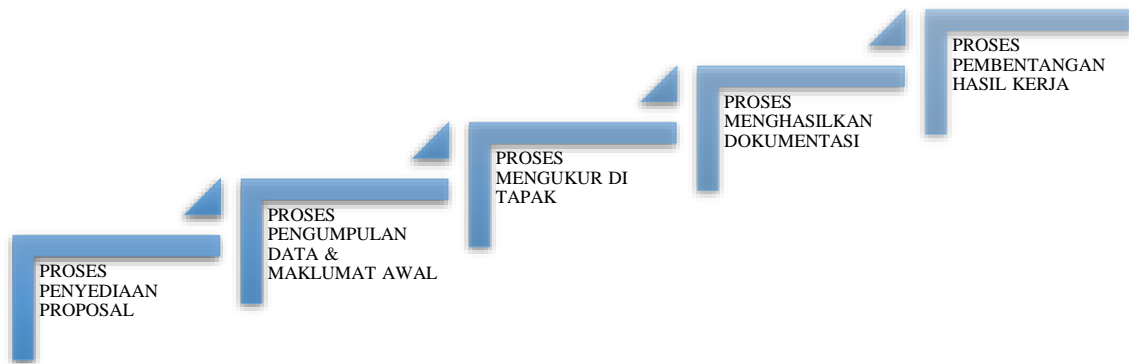 PROSES
PENYEDIAAN
PROPOSAL
PROSES
PENGUMPULAN
DATA &
MAKLUMAT AWAL
PROSES
MENGUKUR DI
TAPAK
PROSES
MENGHASILKAN
DOKUMENTASI
PROSES
PEMBENTANGAN
HASIL KERJA